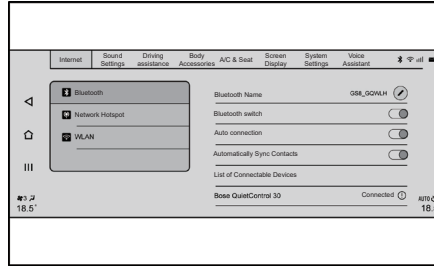 Internet
Sound Settings
Driving assistance
Body Accessories
A/C & Seat
Screen Display
System Settings
Voice Assistant
Bluetooth
Network Hotspot
WLAN
Bluetooth Name GS8_GQWLH
Bluetooth switch
Auto connection
Automatically Sync Contacts
List of Connectable Devices
Bose QuietControl 30 Connected
3
18.5°
AUTO
18.